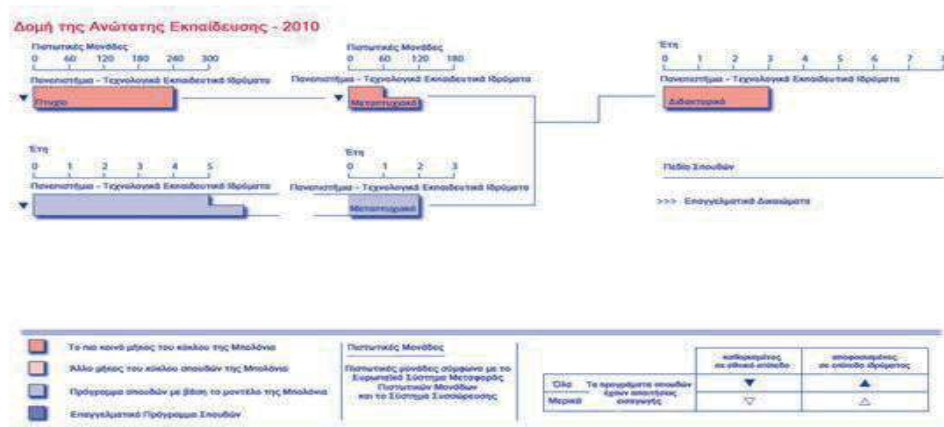 Δομή της Ανώτατης Εκπαίδευσης - 2010
Πιστωτικές Μονάδες
0 60 120 180 240 300
Πανεπιστήμια - Τεχνολογικά Εκπαιδευτικά Ιδρύματα
Πτυχίο
Πιστωτικές Μονάδες
0 60 120 180
Πανεπιστήμια - Τεχνολογικά Εκπαιδευτικά Ιδρύματα
Μεταπτυχιακό
Έτη
0 1 2 3 4 5 6 7 8
Πανεπιστήμια - Τεχνολογικά Εκπαιδευτικά Ιδρύματα
Διδακτορικό
Έτη
0 1 2 3 4 5
Πανεπιστήμια - Τεχνολογικά Εκπαιδευτικά Ιδρύματα
Έτη
0 1 2 3
Πανεπιστήμια - Τεχνολογικά Εκπαιδευτικά Ιδρύματα
Μεταπτυχιακό
Πεδίο Σπουδών
>>> Επαγγελματικά Δικαιώματα
Το πιο κοινό μήκος του κύκλου της Μπολόνια
Άλλο μήκος του κύκλου σπουδών της Μπολόνια
Πρόγραμμα σπουδών με βάση το μοντέλο της Μπολόνια
Επαγγελματικό Πρόγραμμα Σπουδών
Πιστωτικές Μονάδες
Πιστωτικές μονάδες σύμφωνα με το
Ευρωπαϊκό Σύστημα Μεταφοράς
Πιστωτικών Μονάδων
και το Σύστημα Συσσώρευσης
καθορισμένος
σε εθνικό επίπεδο
αποφασισμένος
σε επίπεδο ιδρύματος
Όλα Τα προγράμματα σπουδών
έχουν απαιτήσεις
Μερικά εισαγωγής